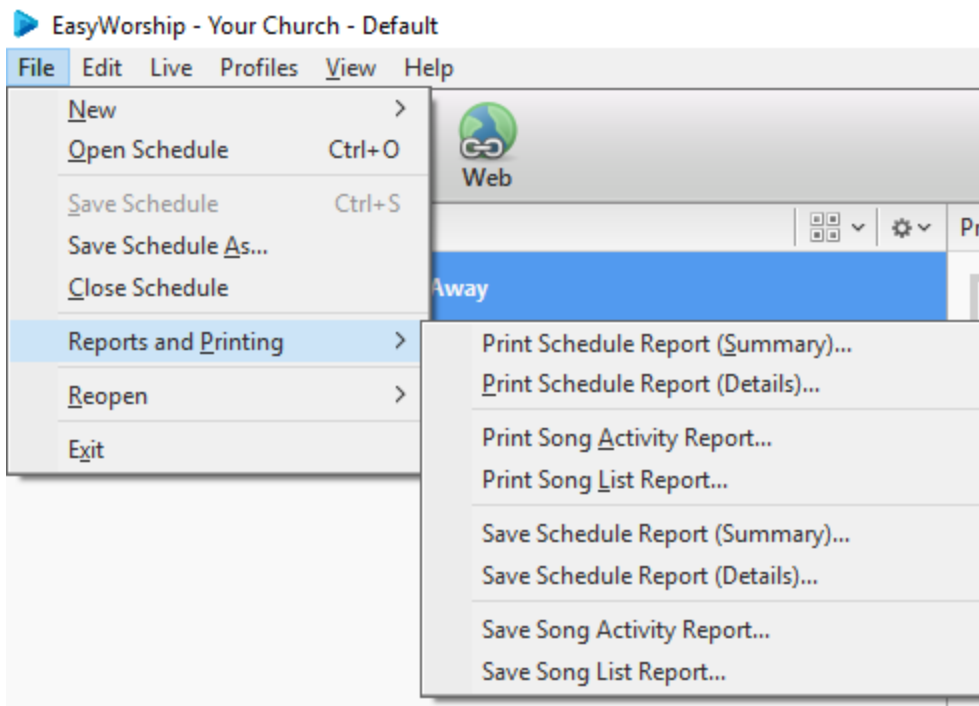 EasyWorship - Your Church - Default
File Edit Live Profiles View Help
New
Open Schedule Ctrl+O
Web
Save Schedule Ctrl+S
Save Schedule As...
Close Schedule
Away
Reports and Printing
Print Schedule Report (Summary)...
Print Schedule Report (Details)...
Reopen
Print Song Activity Report...
Exit
Print Song List Report...
Save Schedule Report (Summary)...
Save Schedule Report (Details)...
Save Song Activity Report...
Save Song List Report...